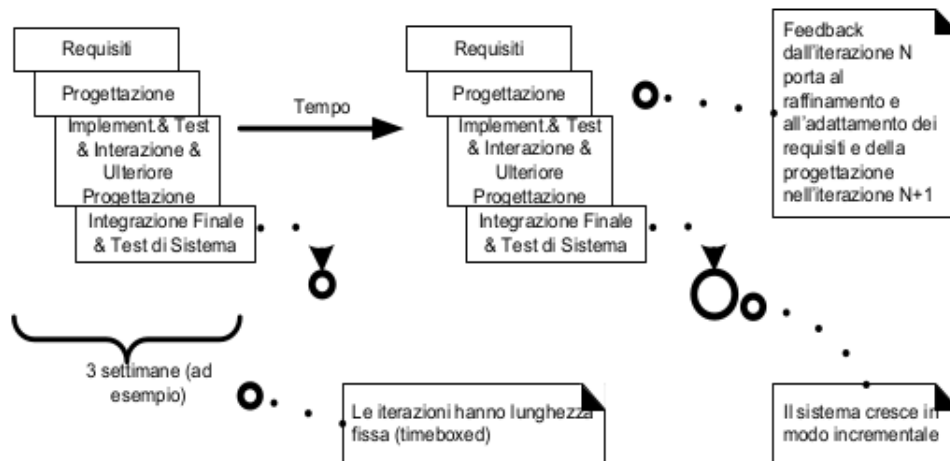 Requisiti
Progettazione
Implement.& Test
& Interazione &
Ulteriore
Progettazione
Integrazione Finale
& Test di Sistema
Tempo
Requisiti
Progettazione
Implement.& Test
& Interazione &
Ulteriore
Progettazione
Integrazione Finale
& Test di Sistema
Feedback
dall'iterazione N
porta al
raffinamento e
all'adattamento dei
requisiti e della
progettazione
nell'iterazione N+1
3 settimane (ad
esempio)
Le iterazioni hanno lunghezza
fissa (timeboxed)
Il sistema cresce in
modo incrementale